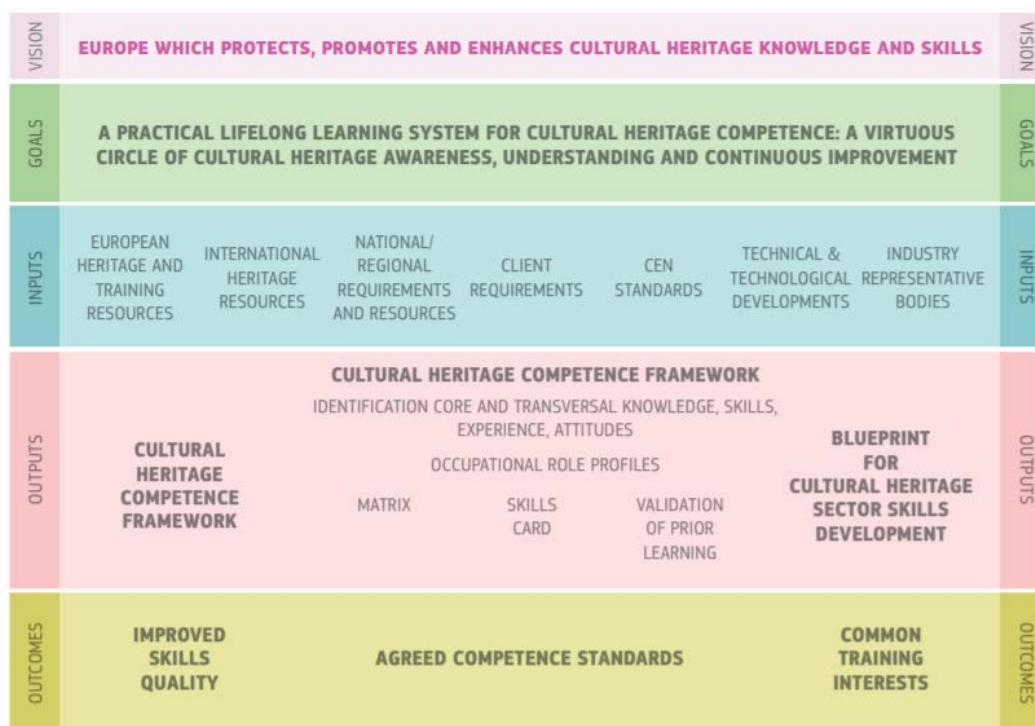 VISION
EUROPE WHICH PROTECTS, PROMOTES AND ENHANCES CULTURAL HERITAGE KNOWLEDGE AND SKILLS
VISION
GOALS
A PRACTICAL LIFELONG LEARNING SYSTEM FOR CULTURAL HERITAGE COMPETENCE: A VIRTUOUS
CIRCLE OF CULTURAL HERITAGE AWARENESS, UNDERSTANDING AND CONTINUOUS IMPROVEMENT
GOALS
INPUTS
EUROPEAN
HERITAGE AND
TRAINING
RESOURCES
INTERNATIONAL
HERITAGE
RESOURCES
NATIONAL/
REGIONAL
REQUIREMENTS
AND RESOURCES
CLIENT
REQUIREMENTS
CEN
STANDARDS
TECHNICAL &
TECHNOLOGICAL
DEVELOPMENTS
INDUSTRY
REPRESENTATIVE
BODIES
INPUTS
OUTPUTS
CULTURAL
HERITAGE
COMPETENCE
FRAMEWORK
CULTURAL HERITAGE COMPETENCE FRAMEWORK
IDENTIFICATION CORE AND TRANSVERSAL KNOWLEDGE, SKILLS,
EXPERIENCE, ATTITUDES
OCCUPATIONAL ROLE PROFILES
MATRIX
SKILLS
CARD
VALIDATION
OF PRIOR
LEARNING
BLUEPRINT
FOR
CULTURAL HERITAGE
SECTOR SKILLS
DEVELOPMENT
OUTPUTS
OUTCOMES
IMPROVED
SKILLS
QUALITY
AGREED COMPETENCE STANDARDS
COMMON
TRAINING
INTERESTS
OUTCOMES